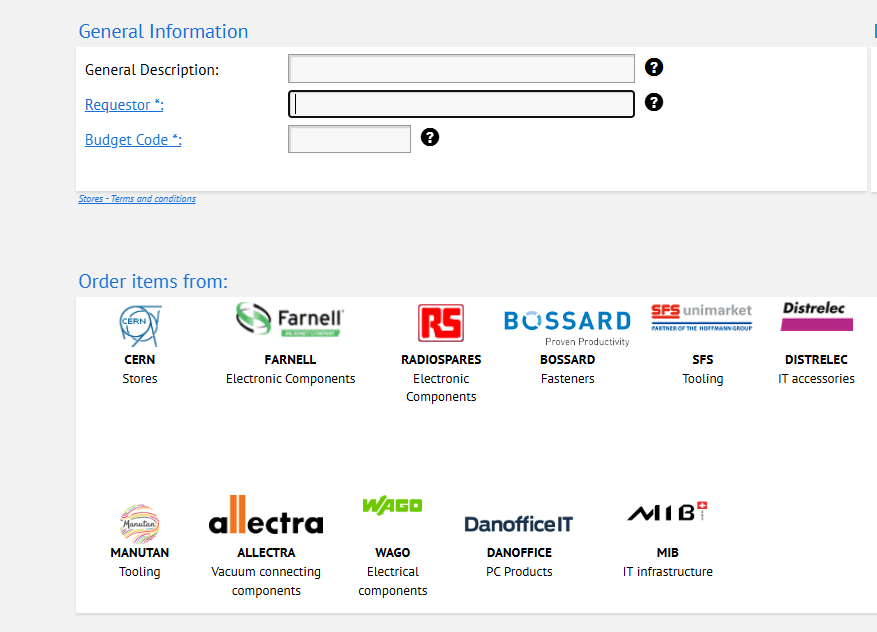 General Information
General Description:
Requestor *:
Budget Code *:
Stores - Terms and conditions
Order items from:
CERN
Farnell
RS
BOSSARD
Proven Productivity
SFS unimarket
PARTNER OF THE HOFFMANN GROUP
Distrelec
CERN
Stores
FARNELL
Electronic Components
RADIOSPARES
Electronic
Components
BOSSARD
Fasteners
SFS
Tooling
DISTRELEC
IT accessories
Manutan
allectra
WAGO
DanofficeIT
MIB
MANUTAN
Tooling
ALLECTRA
Vacuum connecting
components
WAGO
Electrical
components
DANOFFICE
PC Products
MIB
IT infrastructure